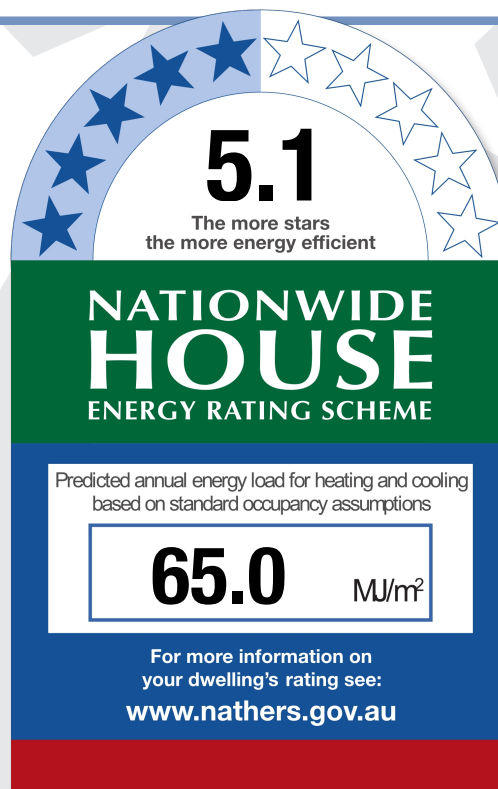 5.1
The more stars
the more energy efficient
NATIONWIDE
HOUSE
ENERGY RATING SCHEME
Predicted annual energy load for heating and cooling
based on standard occupancy assumptions
65.0 MJ/m²
For more information on
your dwelling's rating see:
www.nathers.gov.au